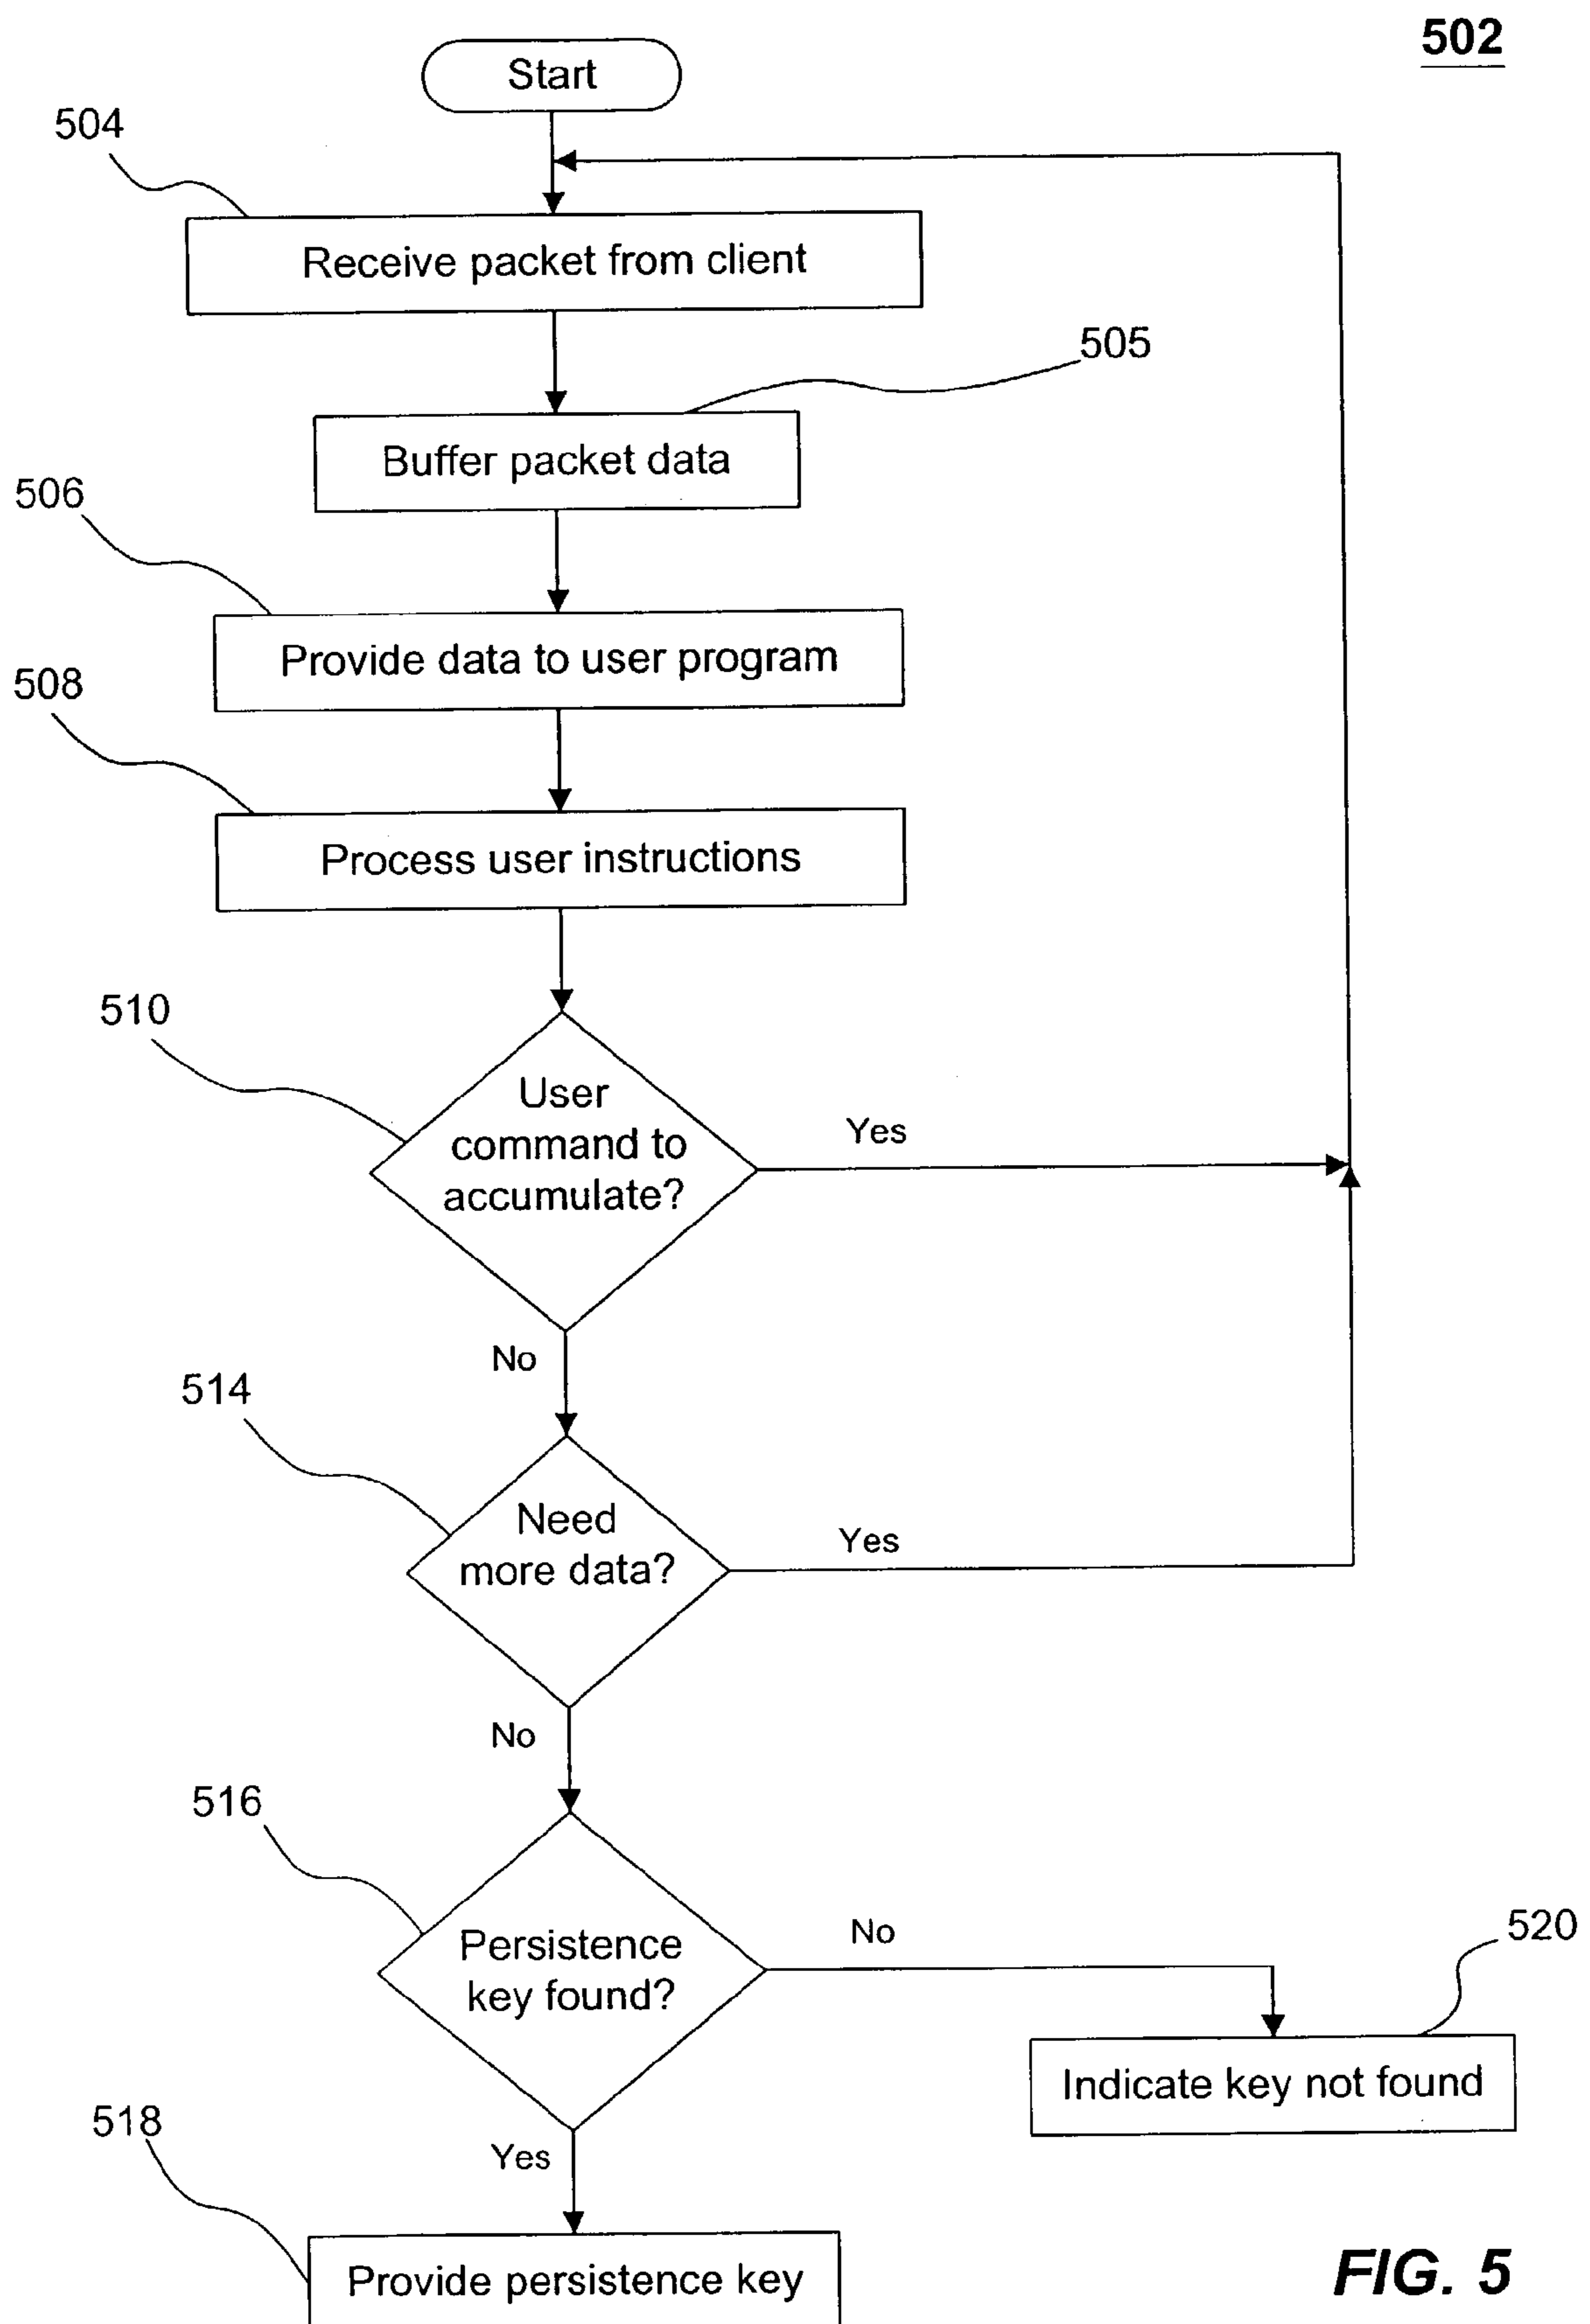 502
Start
504
Receive packet from client
505
Buffer packet data
506
Provide data to user program
508
Process user instructions
510
User
command to
accumulate?
Yes
No
514
Need
more data?
Yes
No
516
Persistence
key found?
No
520
Indicate key not found
Yes
518
Provide persistence key
FIG. 5